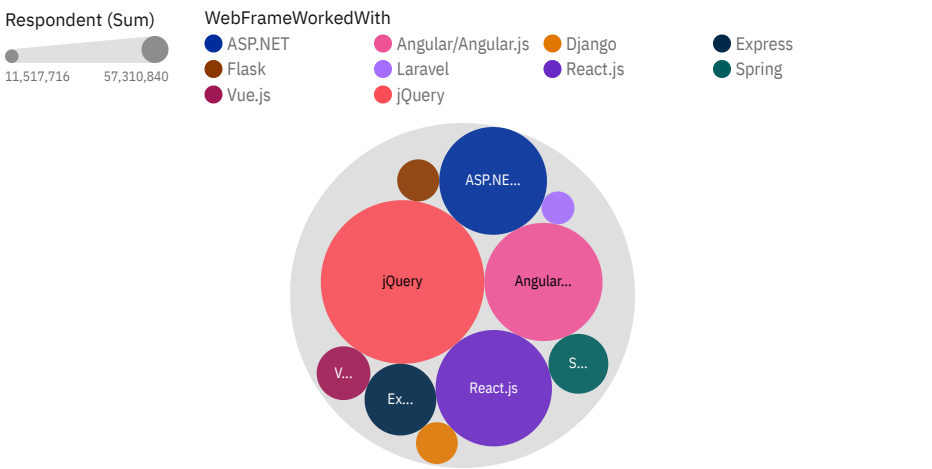 Respondent (Sum)
11,517,716 57,310,840
WebFrameWorkedWith
ASP.NET Angular/Angular.js Django Express
Flask Laravel React.js Spring
Vue.js jQuery
ASP.NE...
jQuery
Angular...
S...
V...
React.js
Ex...